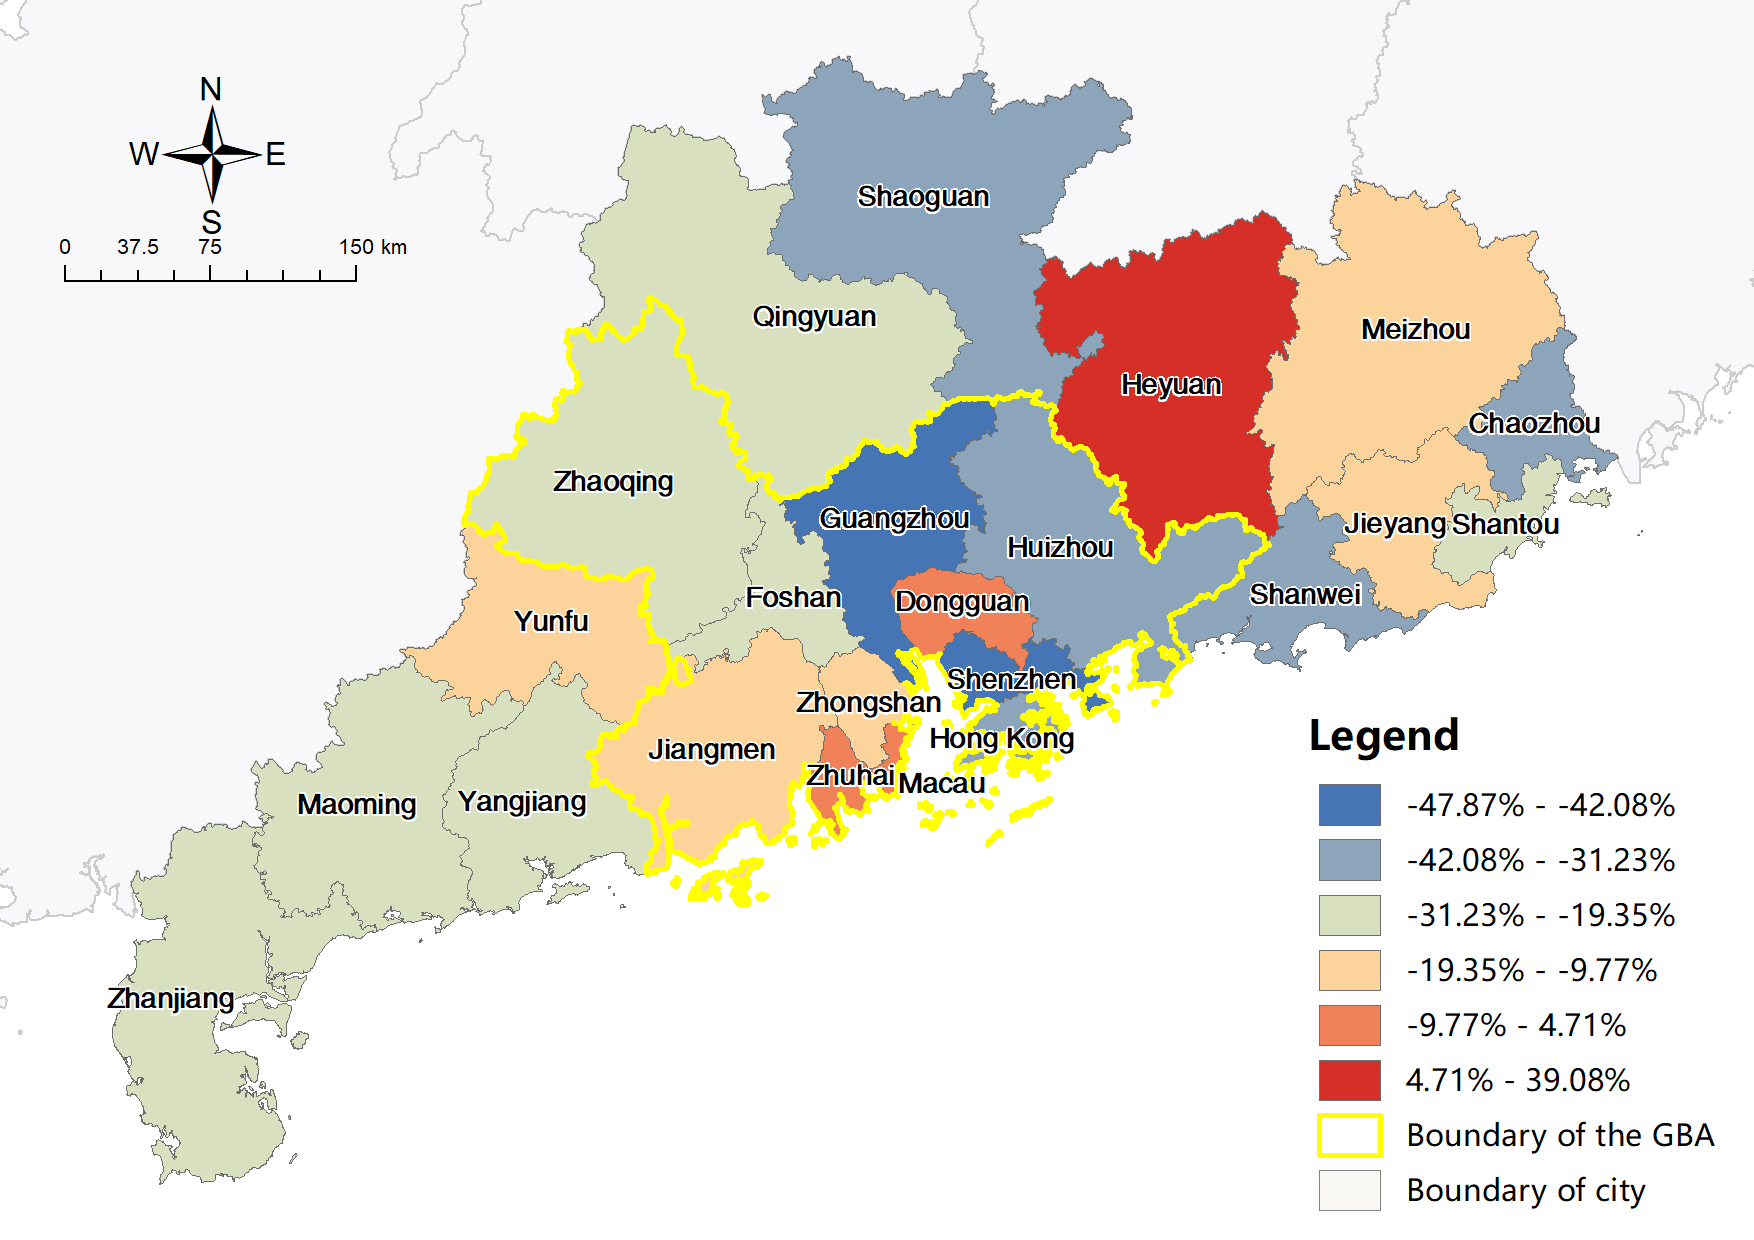 N
W E
S
0 37.5 75 150 km
Shaoguan
Qingyuan
Meizhou
Heyuan
Chaozhou
Zhaoqing
Guangzhou
Jieyang
Shantou
Huizhou
Foshan
Dongguan
Shanwei
Yunfu
Shenzhen
Zhongshan
Hong Kong
Jiangmen
Zhuhai
Macau
Maoming
Yangjiang
Zhanjiang
Legend
-47.87% - -42.08%
-42.08% - -31.23%
-31.23% - -19.35%
-19.35% - -9.77%
-9.77% - 4.71%
4.71% - 39.08%
Boundary of the GBA
Boundary of city